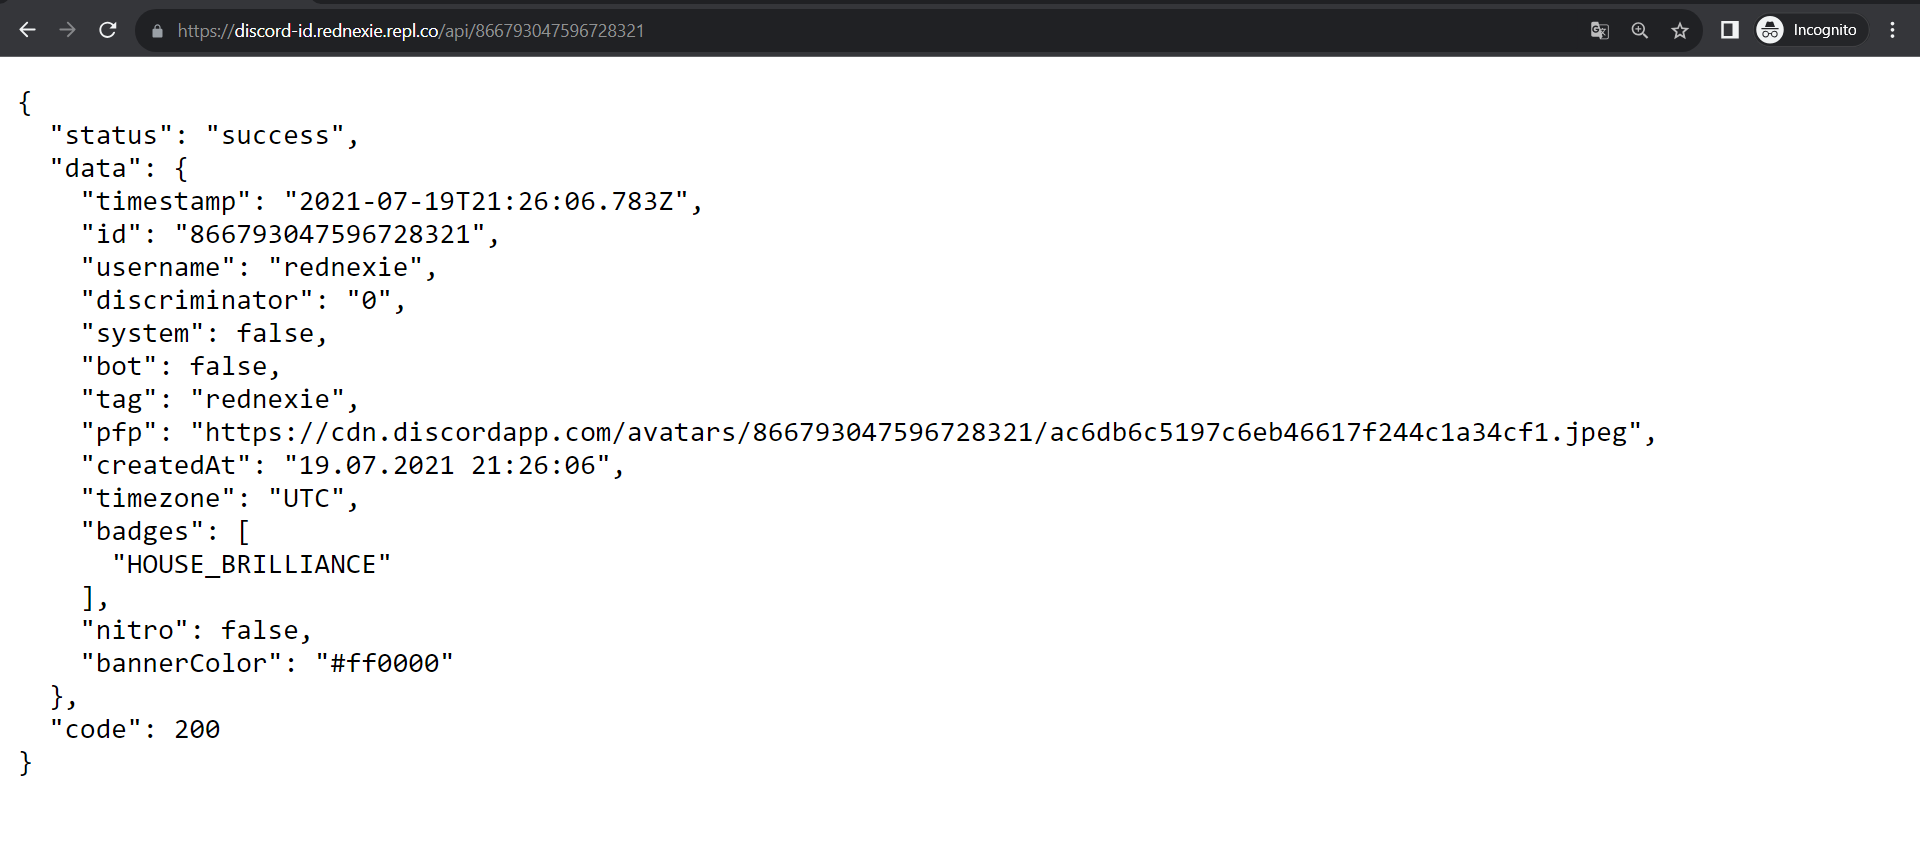 https://discord-id.rednexie.repl.co/api/866793047596728321
Incognito
{
  "status": "success",
  "data": {
    "timestamp": "2021-07-19T21:26:06.783Z",
    "id": "866793047596728321",
    "username": "rednexie",
    "discriminator": "0",
    "system": false,
    "bot": false,
    "tag": "rednexie",
    "pfp": "https://cdn.discordapp.com/avatars/866793047596728321/ac6db6c5197c6eb46617f244c1a34cf1.jpeg",
    "createdAt": "19.07.2021 21:26:06",
    "timezone": "UTC",
    "badges": [
      "HOUSE_BRILLIANCE"
    ],
    "nitro": false,
    "bannerColor": "#ff0000"
  },
  "code": 200
}